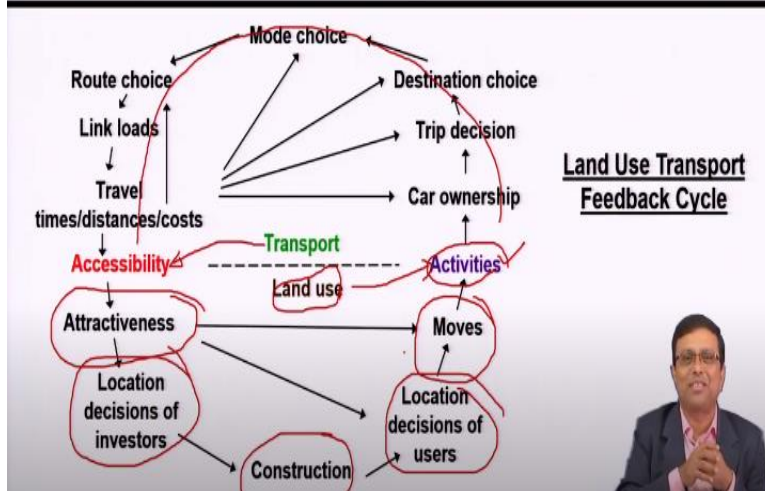 Mode choice
Route choice
Destination choice
Link loads
Trip decision
Land Use Transport
Feedback Cycle
Travel
times/distances/costs
Car ownership
Transport
Accessibility
Activities
Land use
Attractiveness
Moves
Location
decisions of
investors
Location
decisions of
users
Construction